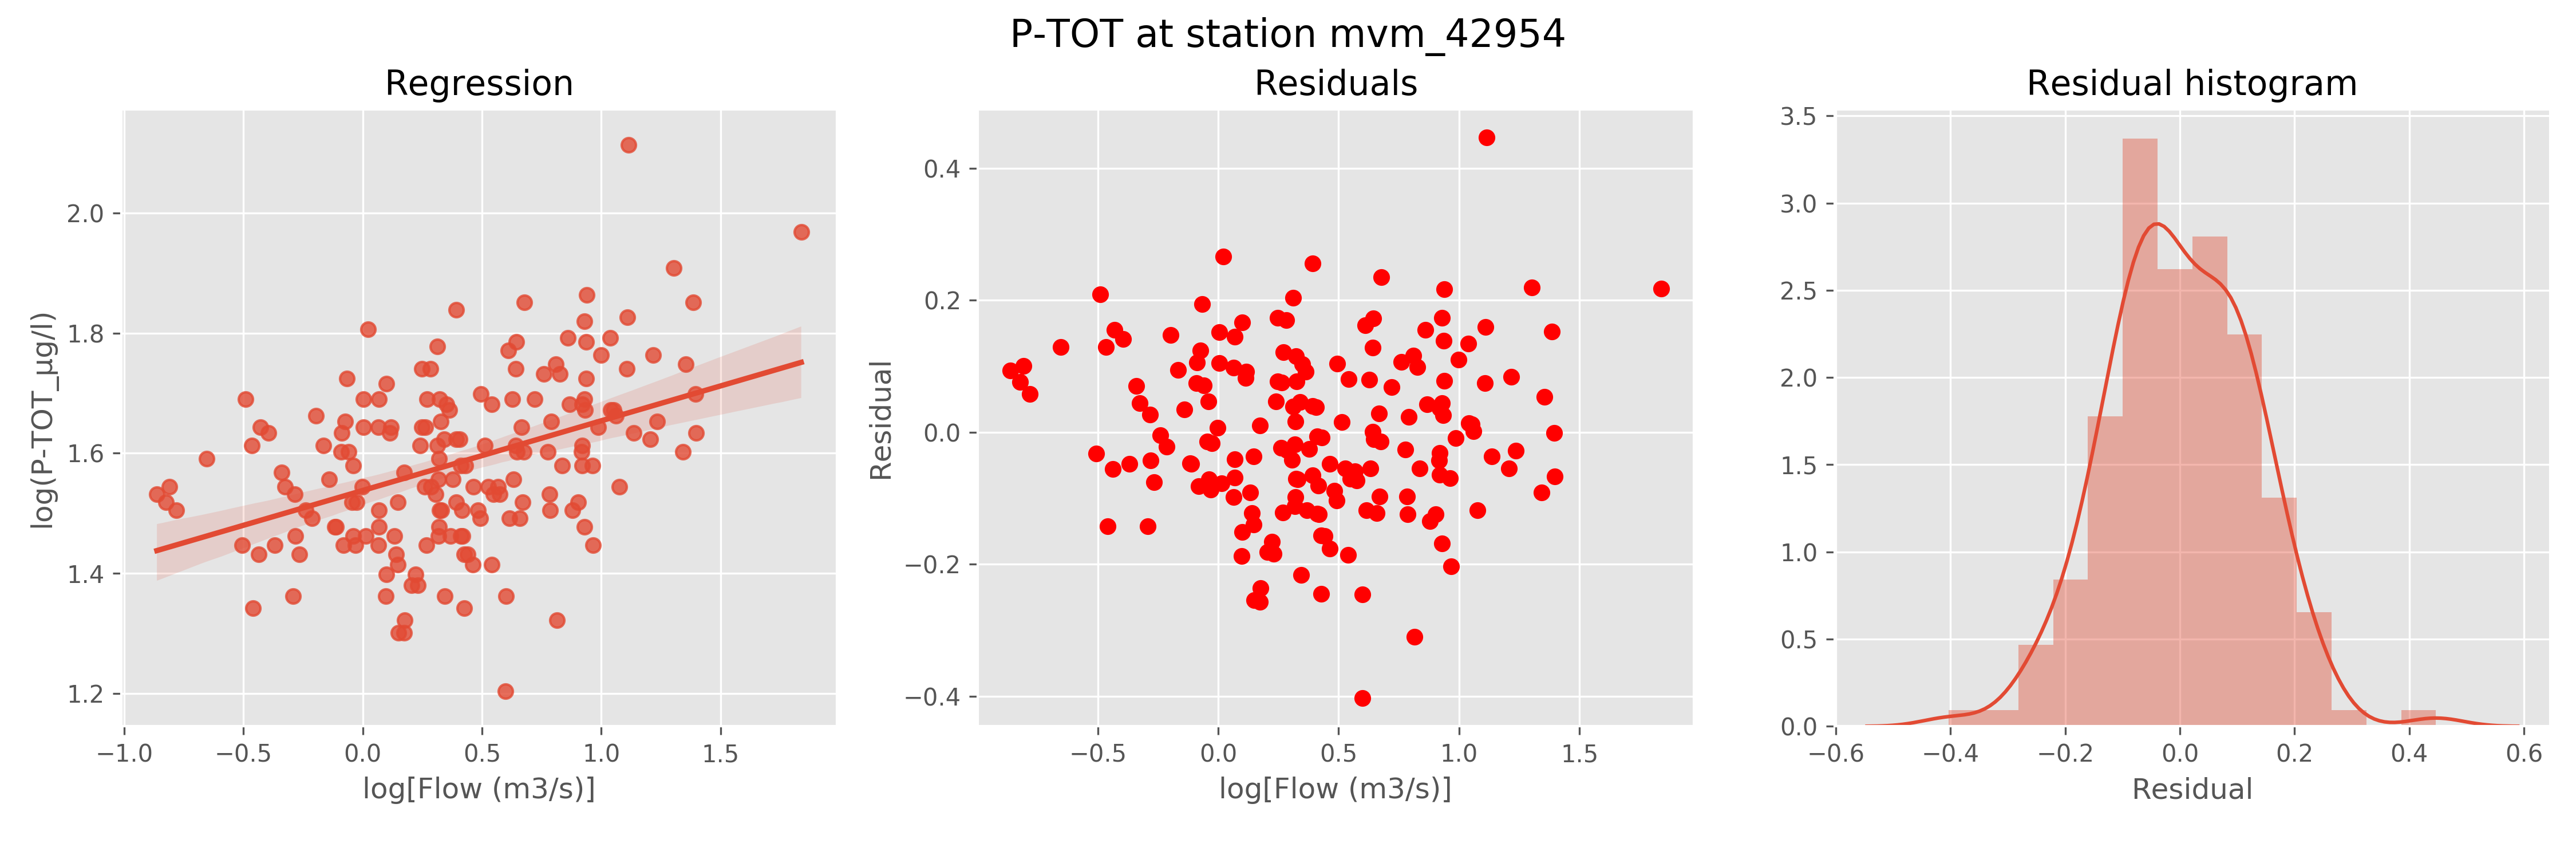 P-TOT at station mvm_42954
Regression
Residuals
Residual histogram
2.0
1.8
1.6
1.4
1.2
log(P-TOT_µg/l)
−1.0 −0.5 0.0 0.5 1.0 1.5
log[Flow (m3/s)]
0.4
0.2
0.0
−0.2
−0.4
Residual
−0.5 0.0 0.5 1.0 1.5
log[Flow (m3/s)]
3.5
3.0
2.5
2.0
1.5
1.0
0.5
0.0
−0.6 −0.4 −0.2 0.0 0.2 0.4 0.6
Residual